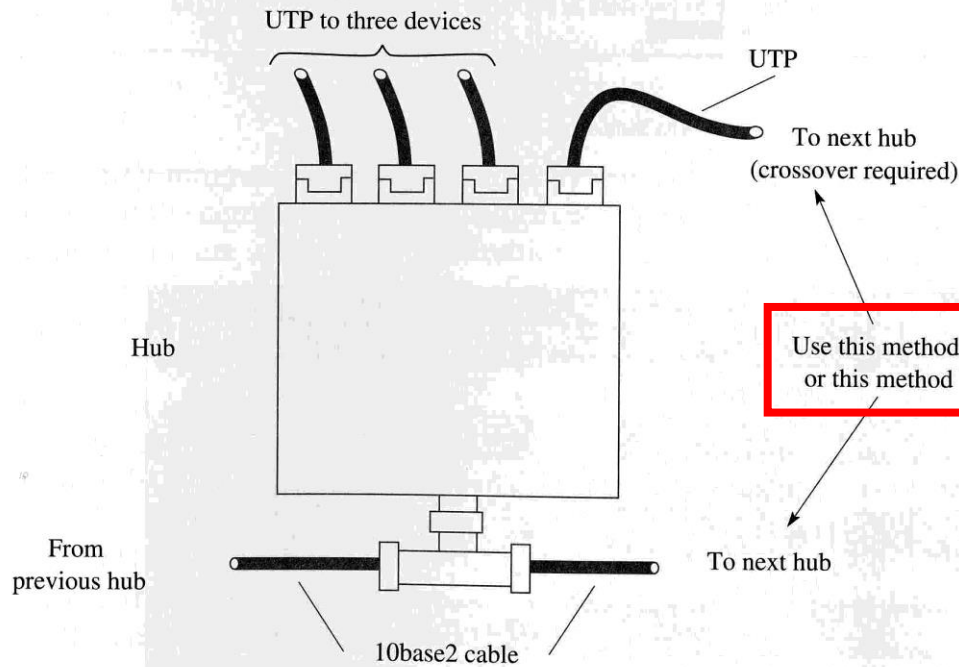 UTP to three devices
UTP
To next hub
(crossover required)
Hub
Use this method
or this method
From
previous hub
To next hub
10base2 cable